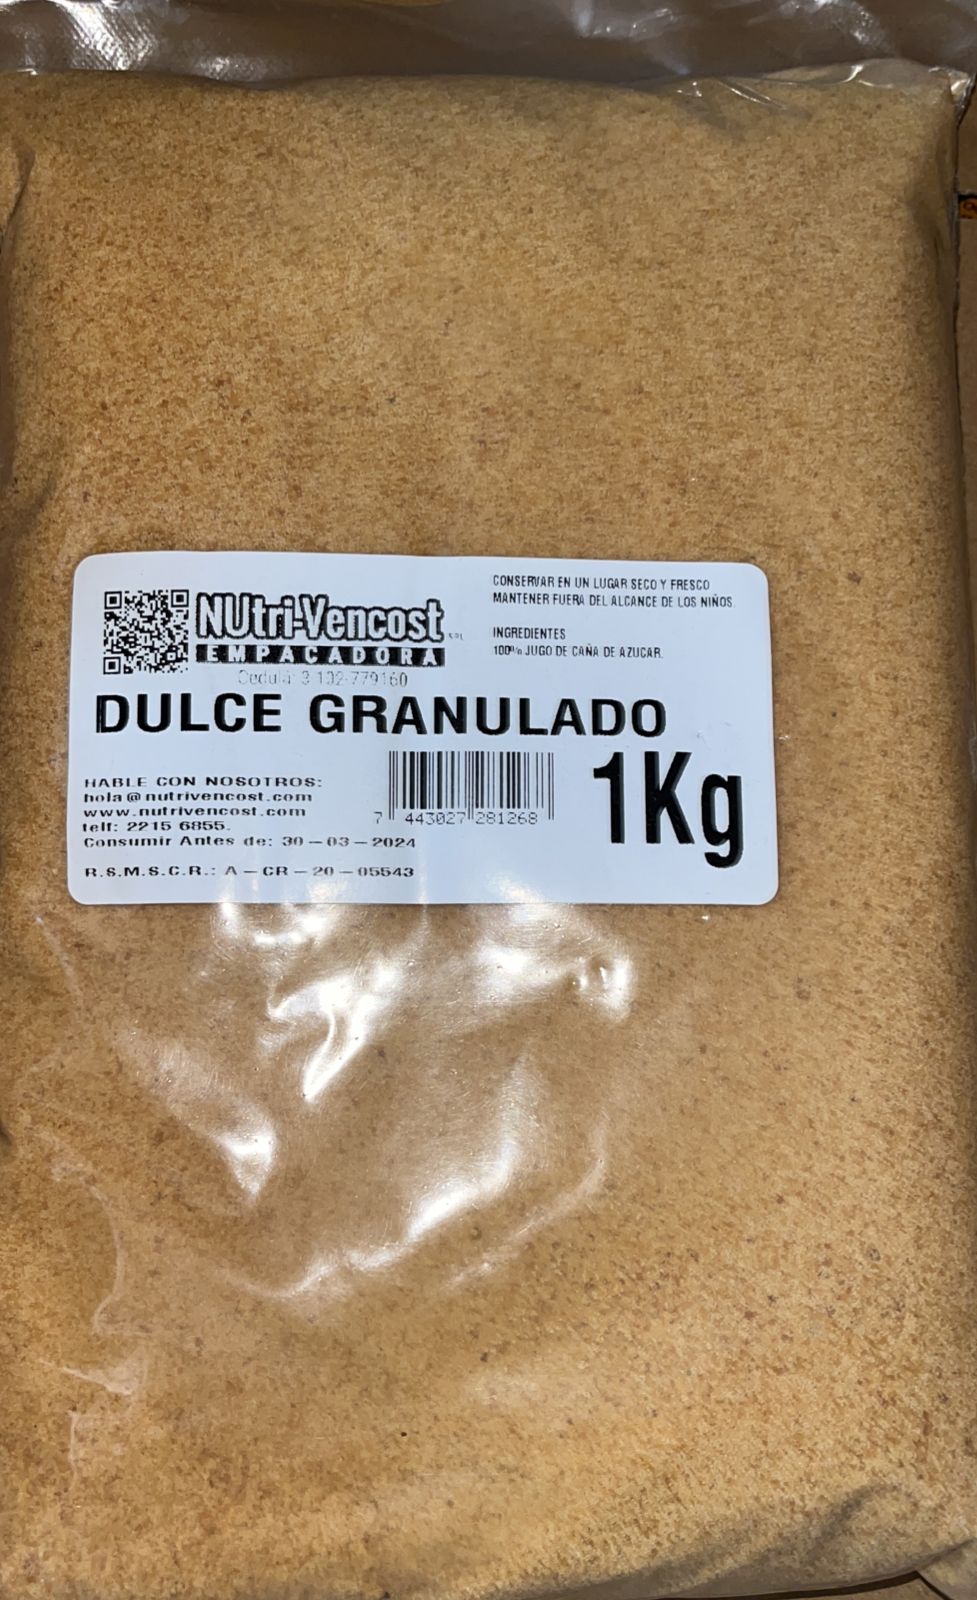 NUtri-Vencost
EMPACADORA
Cedula: 3 102-779160
CONSERVAR EN UN LUGAR SECO Y FRESCO
MANTENER FUERA DEL ALCANCE DE LOS NIÑOS.
INGREDIENTES
100% JUGO DE CAÑA DE AZUCAR.
DULCE GRANULADO
1Kg
HABLE CON NOSOTROS:
hola@nutrivencost.com
www.nutrivencost.com
telf: 2215 6855.
Consumir Antes de: 30-03-2024
R.S.M.S.C.R.: A-CR-20-05543
7 443027 281268